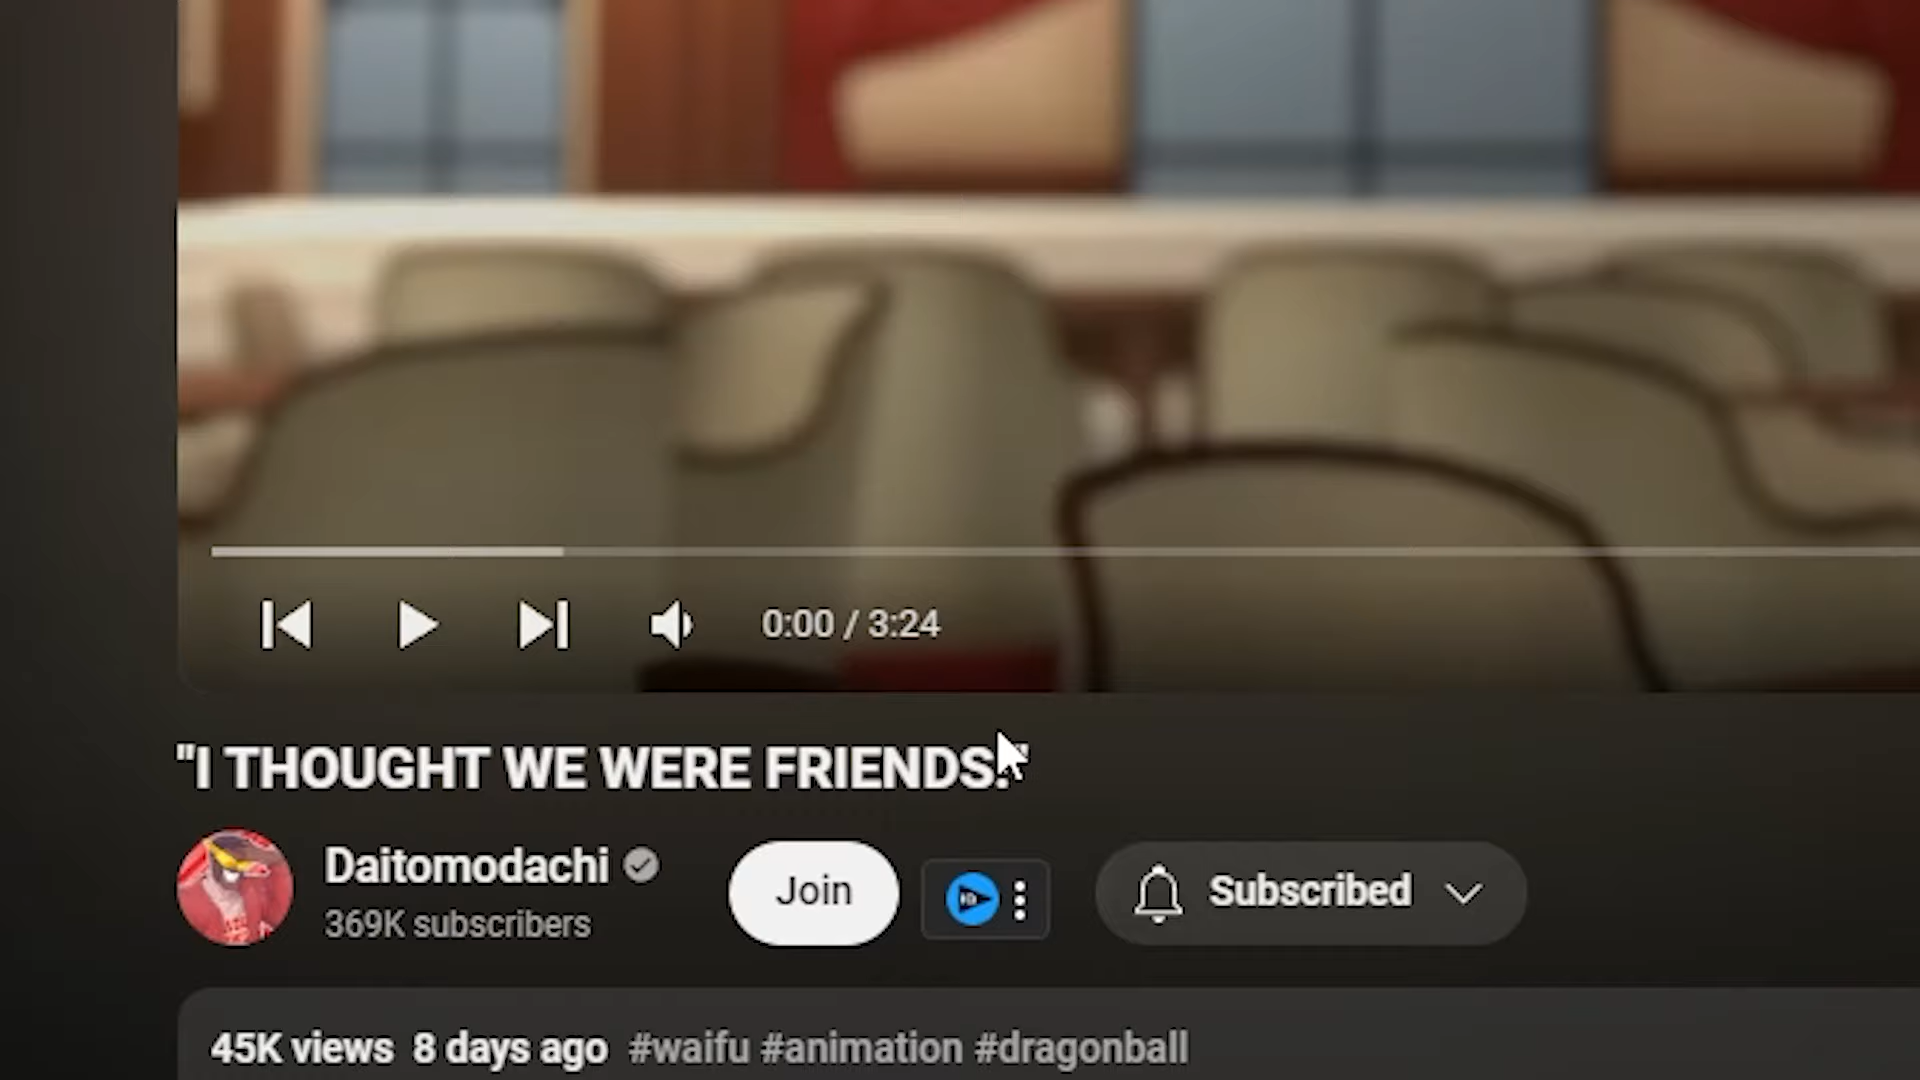 0:00 / 3:24
"I THOUGHT WE WERE FRIENDS."
Daitomodachi
369K subscribers
Join
Subscribed
45K views 8 days ago #waifu #animation #dragonball